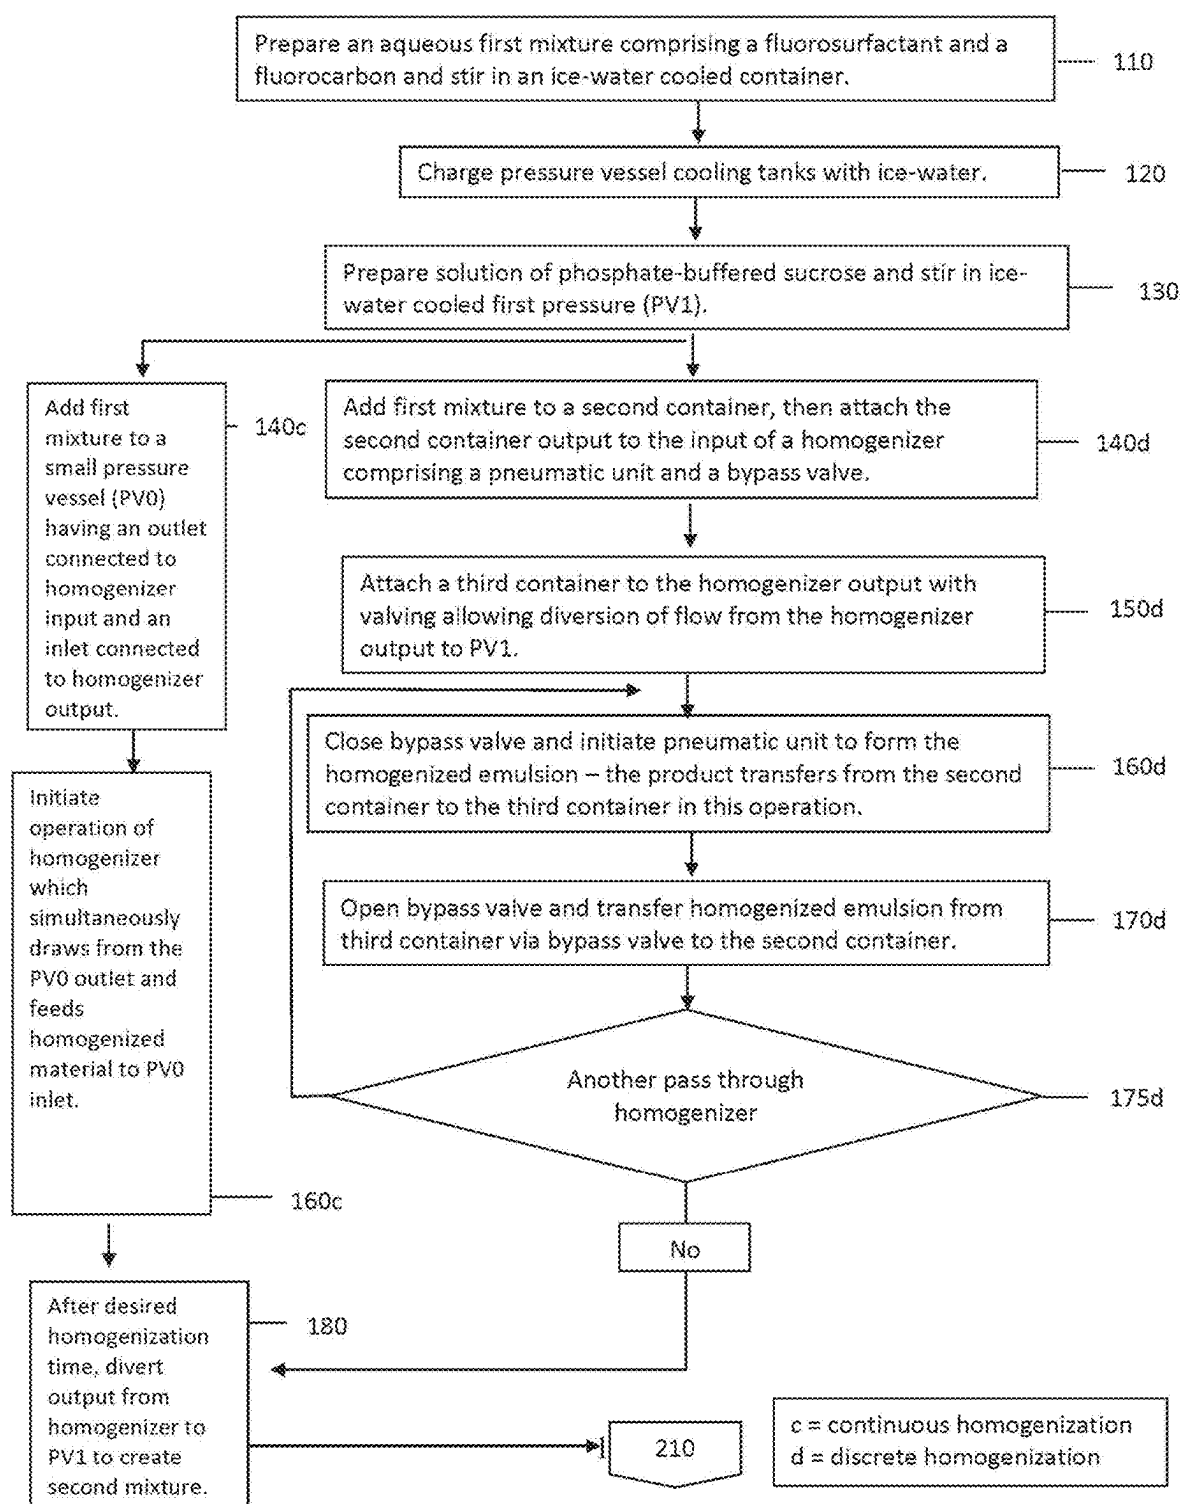 Prepare an aqueous first mixture comprising a fluorosurfactant and a
fluorocarbon and stir in an ice-water cooled container.
110
Charge pressure vessel cooling tanks with ice-water.
120
Prepare solution of phosphate-buffered sucrose and stir in ice-
water cooled first pressure (PV1).
130
Add first
mixture to a
small pressure
vessel (PV0)
having an outlet
connected to
homogenizer
input and an
inlet connected
to homogenizer
output.
140c
Add first mixture to a second container, then attach the
second container output to the input of a homogenizer
comprising a pneumatic unit and a bypass valve.
140d
Attach a third container to the homogenizer output with
valving allowing diversion of flow from the homogenizer
output to PV1.
150d
Close bypass valve and initiate pneumatic unit to form the
homogenized emulsion – the product transfers from the second
container to the third container in this operation.
160d
Initiate
operation of
homogenizer
which
simultaneously
draws from the
PV0 outlet and
feeds
homogenized
material to PV0
inlet.
160c
Open bypass valve and transfer homogenized emulsion from
third container via bypass valve to the second container.
170d
Another pass through
homogenizer
175d
No
After desired
homogenization
time, divert
output from
homogenizer to
PV1 to create
second mixture.
180
210
c = continuous homogenization
d = discrete homogenization